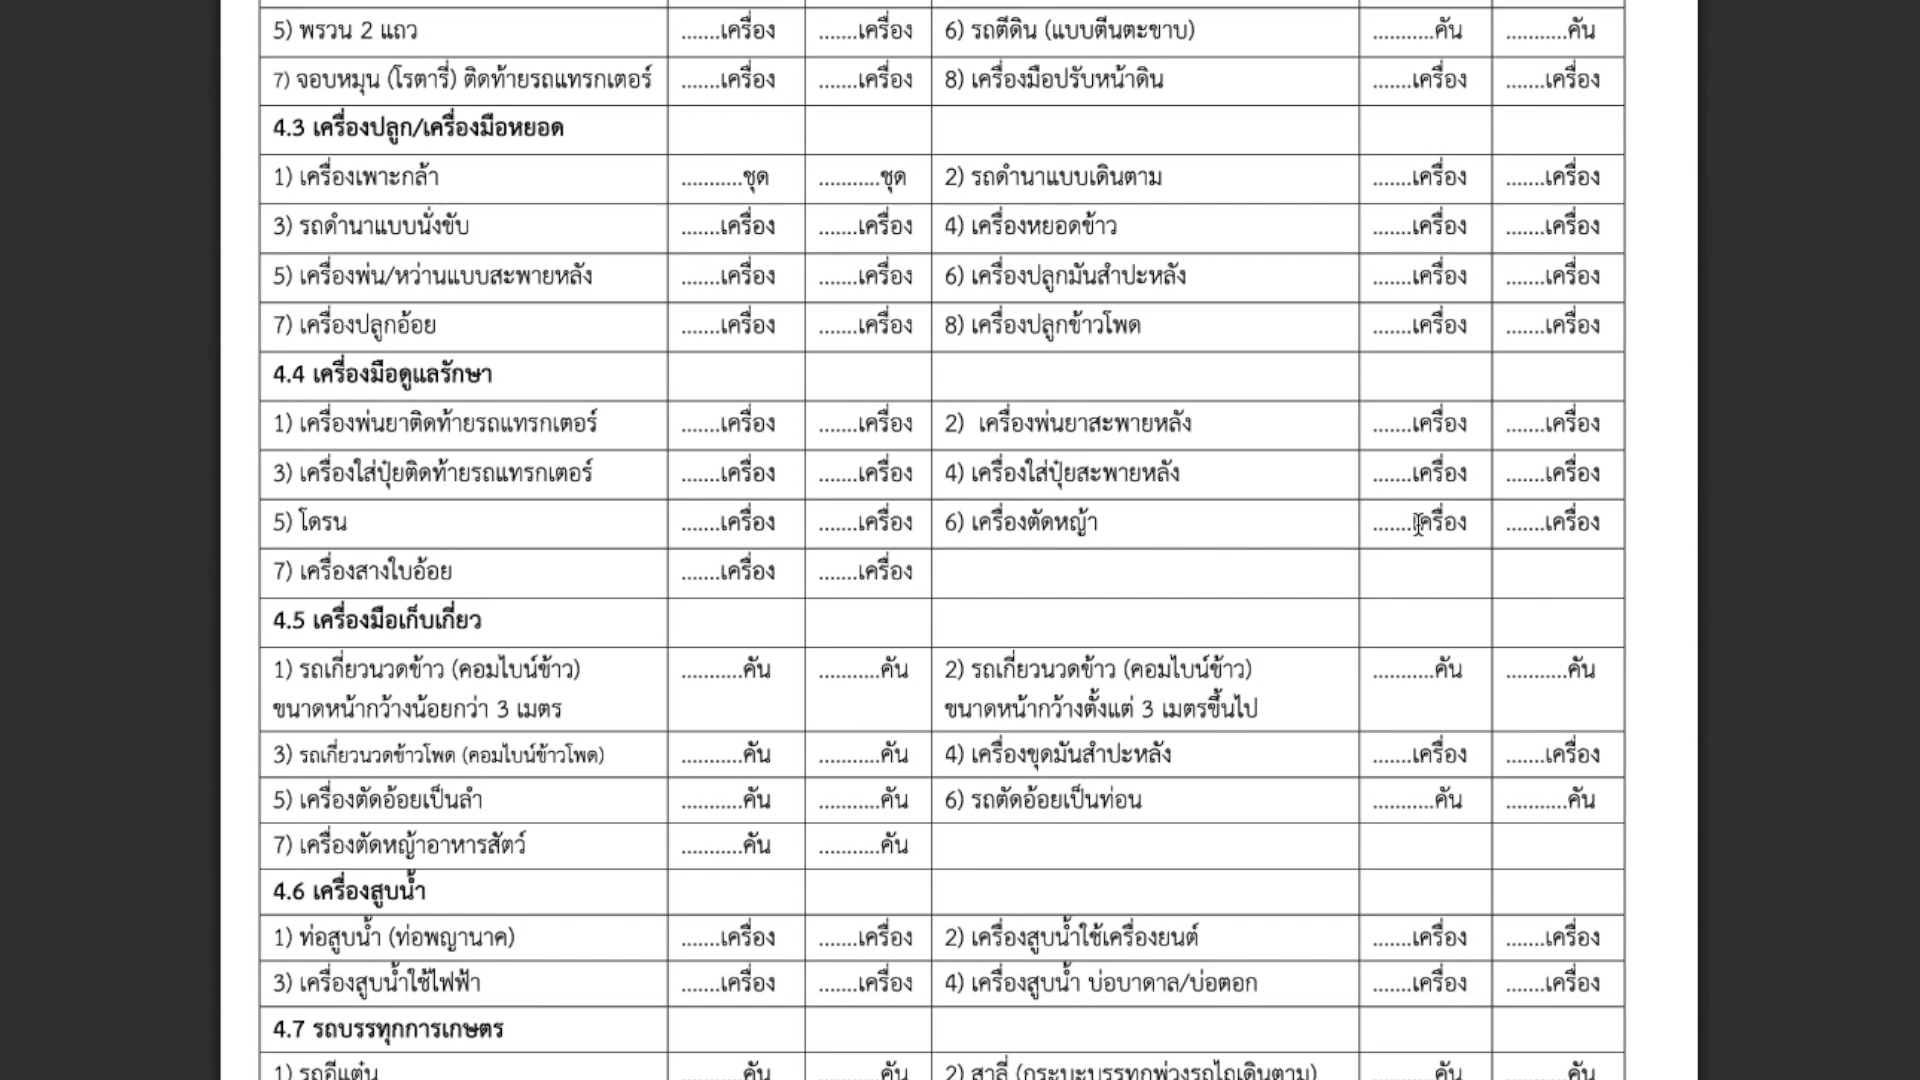 5) พรวน 2 แถว .......เครื่อง .......เครื่อง 6) รถตีดิน (แบบตีนตะขาบ) ...........คัน ...........คัน
7) จอบหมุน (โรตารี่) ติดท้ายรถแทรกเตอร์ .......เครื่อง .......เครื่อง 8) เครื่องมือปรับหน้าดิน .......เครื่อง .......เครื่อง
4.3 เครื่องปลูก/เครื่องมือหยอด
1) เครื่องเพาะกล้า ...........ชุด ...........ชุด 2) รถดำนาแบบเดินตาม .......เครื่อง .......เครื่อง
3) รถดำนาแบบนั่งขับ .......เครื่อง .......เครื่อง 4) เครื่องหยอดข้าว .......เครื่อง .......เครื่อง
5) เครื่องพ่น/หว่านแบบสะพายหลัง .......เครื่อง .......เครื่อง 6) เครื่องปลูกมันสำปะหลัง .......เครื่อง .......เครื่อง
7) เครื่องปลูกอ้อย .......เครื่อง .......เครื่อง 8) เครื่องปลูกข้าวโพด .......เครื่อง .......เครื่อง
4.4 เครื่องมือดูแลรักษา
1) เครื่องพ่นยาติดท้ายรถแทรกเตอร์ .......เครื่อง .......เครื่อง 2) เครื่องพ่นยาสะพายหลัง .......เครื่อง .......เครื่อง
3) เครื่องใส่ปุ๋ยติดท้ายรถแทรกเตอร์ .......เครื่อง .......เครื่อง 4) เครื่องใส่ปุ๋ยสะพายหลัง .......เครื่อง .......เครื่อง
5) โดรน .......เครื่อง .......เครื่อง 6) เครื่องตัดหญ้า .......เครื่อง .......เครื่อง
7) เครื่องสางใบอ้อย .......เครื่อง .......เครื่อง
4.5 เครื่องมือเก็บเกี่ยว
1) รถเกี่ยวนวดข้าว (คอมไบน์ข้าว) ...........คัน ...........คัน 2) รถเกี่ยวนวดข้าว (คอมไบน์ข้าว) ...........คัน ...........คัน
ขนาดหน้ากว้างน้อยกว่า 3 เมตร ขนาดหน้ากว้างตั้งแต่ 3 เมตรขึ้นไป
3) รถเกี่ยวนวดข้าวโพด (คอมไบน์ข้าวโพด) ...........คัน ...........คัน 4) เครื่องขุดมันสำปะหลัง .......เครื่อง .......เครื่อง
5) เครื่องตัดอ้อยเป็นลำ ...........คัน ...........คัน 6) รถตัดอ้อยเป็นท่อน ...........คัน ...........คัน
7) เครื่องตัดหญ้าอาหารสัตว์ ...........คัน ...........คัน
4.6 เครื่องสูบน้ำ
1) ท่อสูบน้ำ (ท่อพญานาค) .......เครื่อง .......เครื่อง 2) เครื่องสูบน้ำใช้เครื่องยนต์ .......เครื่อง .......เครื่อง
3) เครื่องสูบน้ำใช้ไฟฟ้า .......เครื่อง .......เครื่อง 4) เครื่องสูบน้ำ บ่อบาดาล/บ่อตอก .......เครื่อง .......เครื่อง
4.7 รถบรรทุกการเกษตร
1) รถอีแต๋น ...........คัน ...........คัน 2) สาลี่ (กระบะบรรทุกพ่วงรถไถเดินตาม) ...........คัน ...........คัน